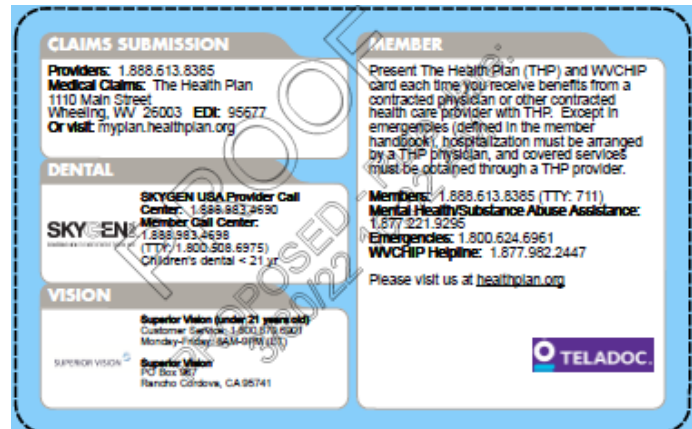 CLAIMS SUBMISSION
Providers: 1.888.613.8385
Medical Claims: The Health Plan
1110 Main Street
Wheeling, WV 26003 EDI: 95677
Or visit: myplan.healthplan.org
DENTAL
SKYGEN
SKYGEN USA Provider Call
Center: 1.888.983.4690
Member Call Center:
1.888.983.4698
(TTY: 1.800.508.6975)
Children's dental < 21 yr
VISION
SUPERIOR VISION
Superior Vision (under 21 years old)
Customer Service:
Monday-Friday:
Superior Vision
PO Box 967
Rancho Cordova, CA 95741
MEMBER
Present The Health Plan (THP) and WVCHIP
card each time you receive benefits from a
contracted physician or other contracted
health care provider with THP. Except in
emergencies (defined in the member
handbook), hospitalization must be arranged
by a THP physician, and covered services
must be obtained through a THP provider.
Members: 1.888.613.8385 (TTY: 711)
Mental Health/Substance Abuse Assistance:
1.877.221.9295
Emergencies: 1.800.624.6961
WVCHIP Helpline: 1.877.982.2447
Please visit us at healthplan.org
TELADOC.
PROOF
PROPOSED
3/30/22